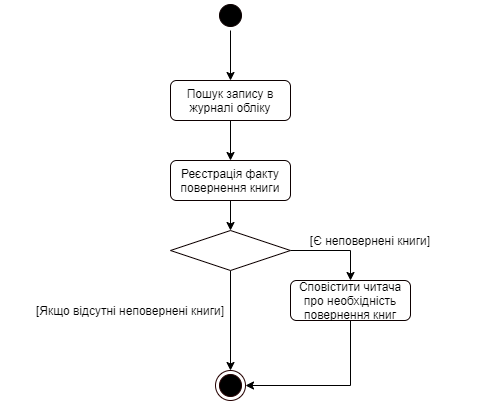 Пошук запису в
журналі обліку
Реєстрація факту
повернення книги
[Є неповернені книги]
Сповістити читача
про необхідність
повернення книг
[Якщо відсутні неповернені книги]